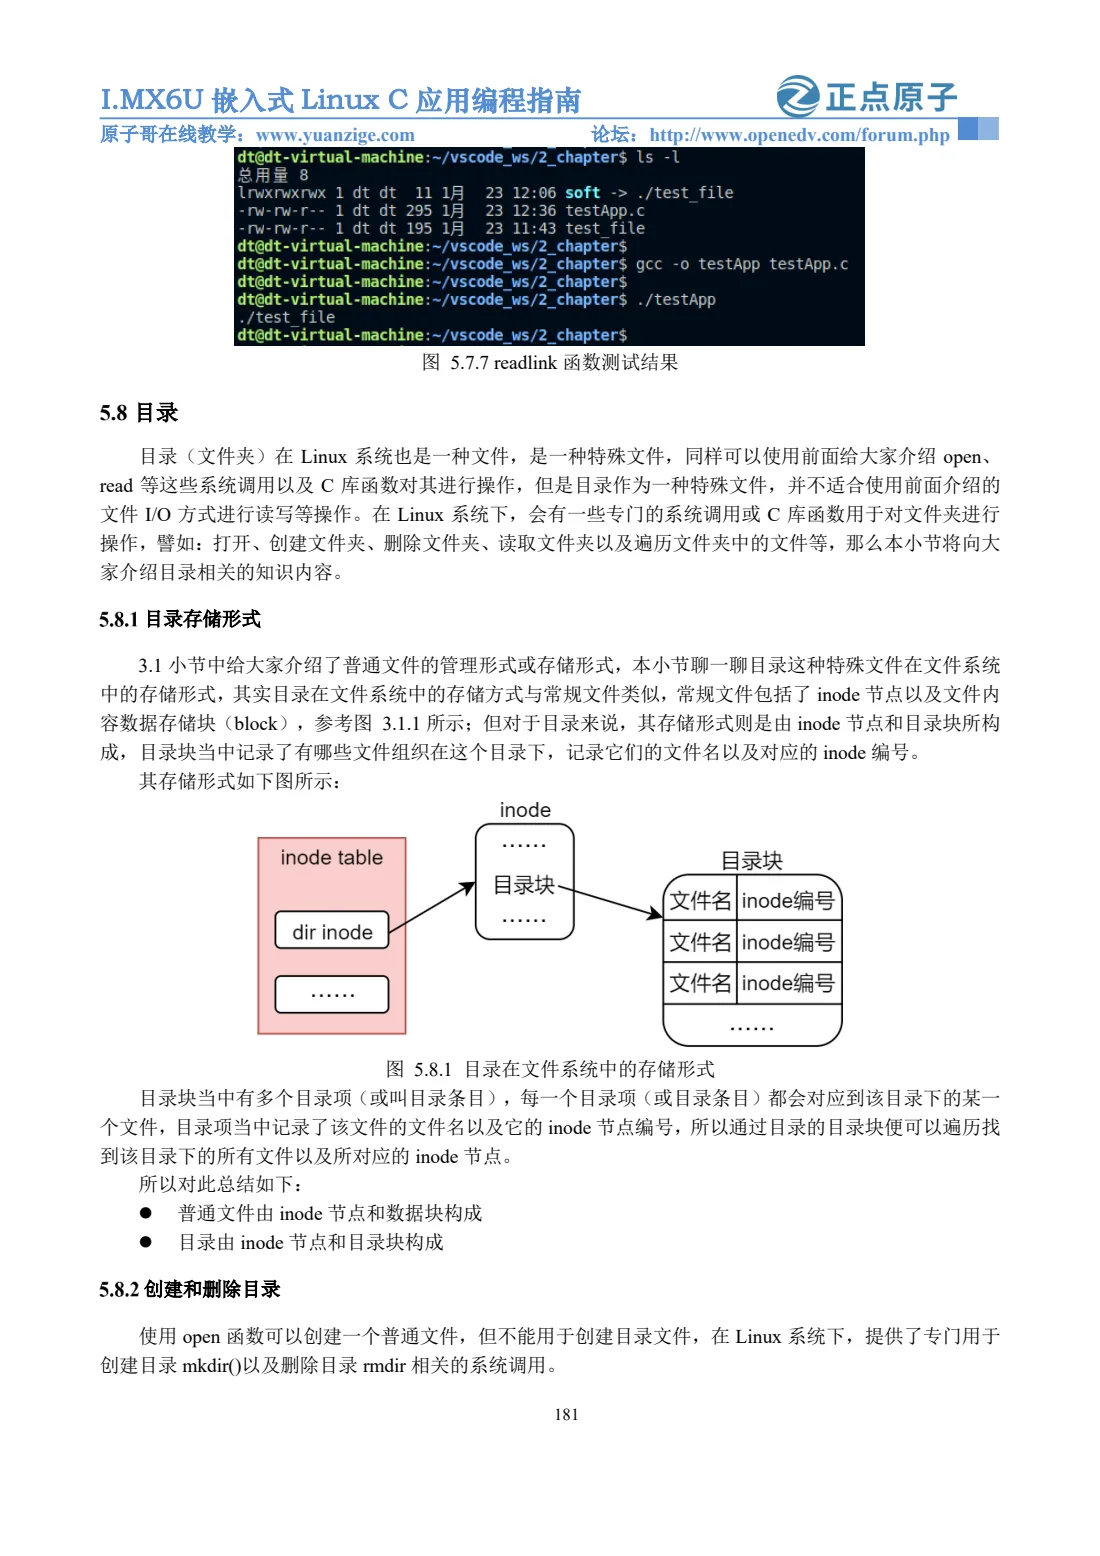 I.MX6U 嵌入式 Linux C 应用编程指南
正点原子
原子哥在线教学：www.yuanzige.com
论坛：http://www.openedv.com/forum.php
dt@dt-virtual-machine:~/vscode_ws/2_chapter$ ls -l
总用量 8
lrwxrwxrwx 1 dt dt  11 1月  23 12:06 soft -> ./test_file
-rw-rw-r-- 1 dt dt 295 1月  23 12:36 testApp.c
-rw-rw-r-- 1 dt dt 195 1月  23 11:43 test_file
dt@dt-virtual-machine:~/vscode_ws/2_chapter$
dt@dt-virtual-machine:~/vscode_ws/2_chapter$ gcc -o testApp testApp.c
dt@dt-virtual-machine:~/vscode_ws/2_chapter$
dt@dt-virtual-machine:~/vscode_ws/2_chapter$ ./testApp
./test_file
dt@dt-virtual-machine:~/vscode_ws/2_chapter$
图 5.7.7 readlink 函数测试结果
5.8 目录
目录（文件夹）在 Linux 系统也是一种文件，是一种特殊文件，同样可以使用前面给大家介绍 open、
read 等这些系统调用以及 C 库函数对其进行操作，但是目录作为一种特殊文件，并不适合使用前面介绍的
文件 I/O 方式进行读写等操作。在 Linux 系统下，会有一些专门的系统调用或 C 库函数用于对文件夹进行
操作，譬如：打开、创建文件夹、删除文件夹、读取文件夹以及遍历文件夹中的文件等，那么本小节将向大
家介绍目录相关的知识内容。
5.8.1 目录存储形式
3.1 小节中给大家介绍了普通文件的管理形式或存储形式，本小节聊一聊目录这种特殊文件在文件系统
中的存储形式，其实目录在文件系统中的存储方式与常规文件类似，常规文件包括了 inode 节点以及文件内
容数据存储块（block），参考图 3.1.1 所示；但对于目录来说，其存储形式则是由 inode 节点和目录块所构
成，目录块当中记录了有哪些文件组织在这个目录下，记录它们的文件名以及对应的 inode 编号。
其存储形式如下图所示：
inode table
dir inode
……
inode
……
目录块
……
目录块
文件名 inode编号
文件名 inode编号
文件名 inode编号
……
图 5.8.1 目录在文件系统中的存储形式
目录块当中有多个目录项（或叫目录条目），每一个目录项（或目录条目）都会对应到该目录下的某一
个文件，目录项当中记录了该文件的文件名以及它的 inode 节点编号，所以通过目录的目录块便可以遍历找
到该目录下的所有文件以及所对应的 inode 节点。
所以对此总结如下：
● 普通文件由 inode 节点和数据块构成
● 目录由 inode 节点和目录块构成
5.8.2 创建和删除目录
使用 open 函数可以创建一个普通文件，但不能用于创建目录文件，在 Linux 系统下，提供了专门用于
创建目录 mkdir()以及删除目录 rmdir 相关的系统调用。
181